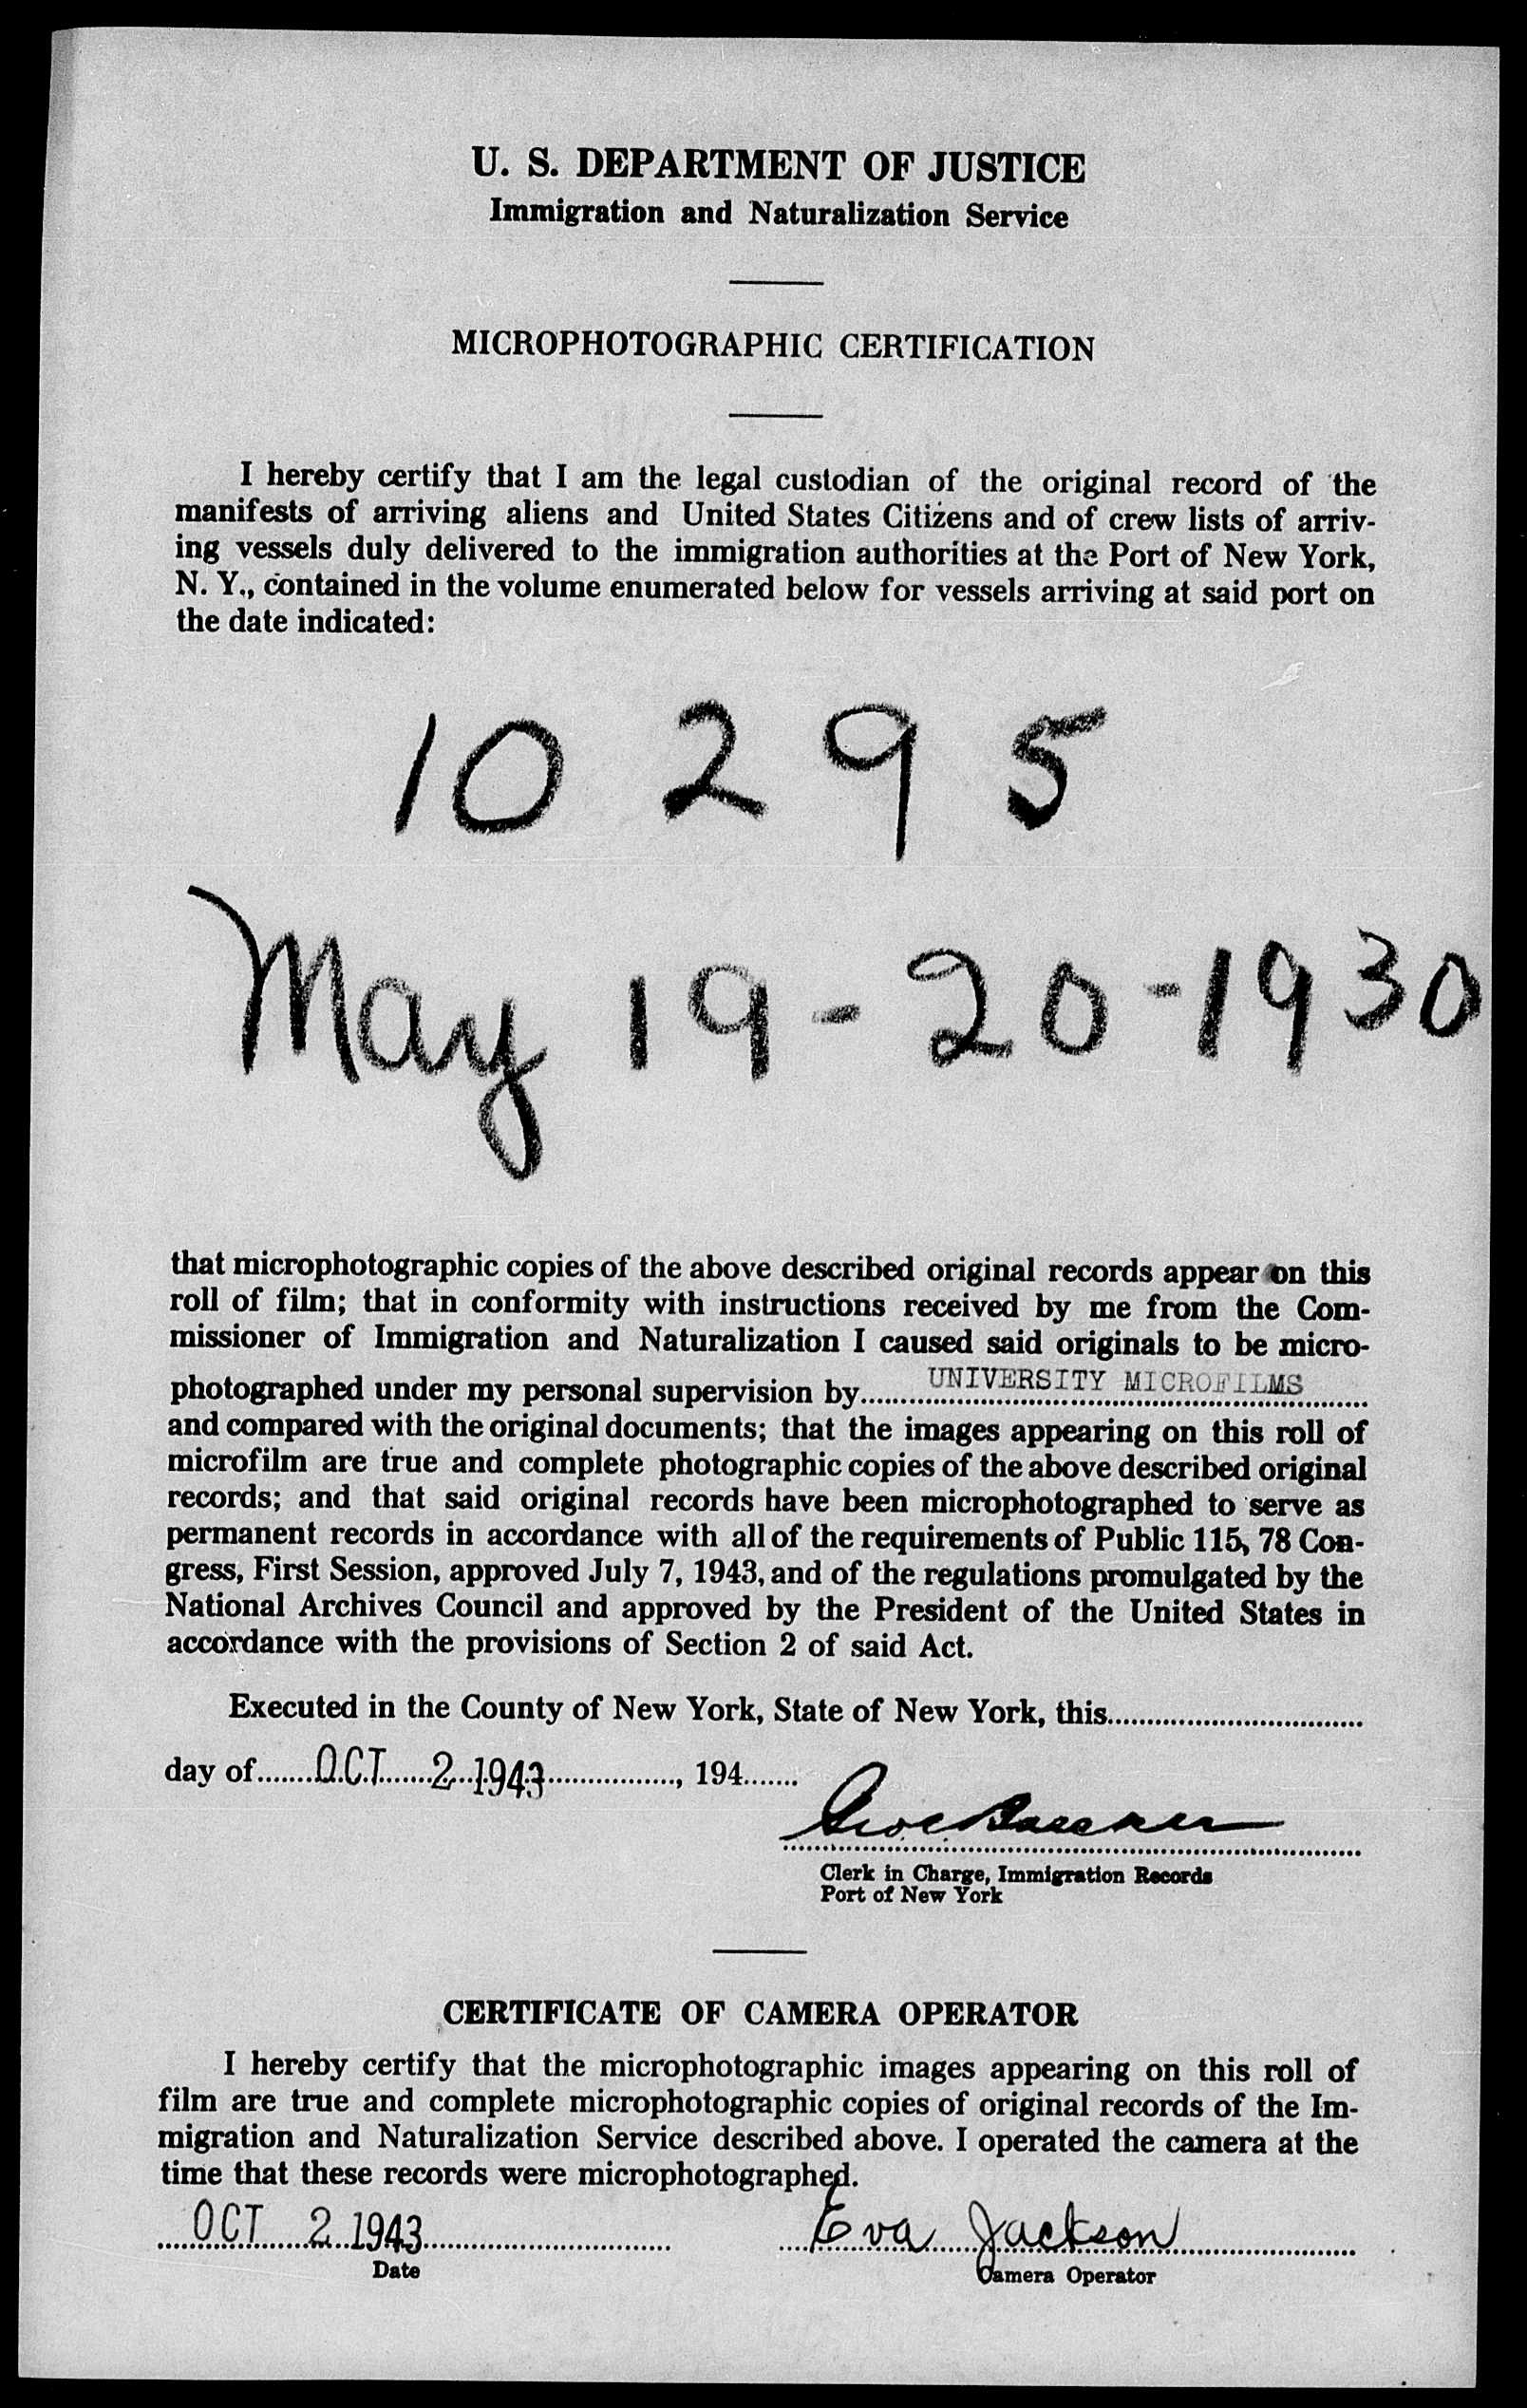 U. S. DEPARTMENT OF JUSTICE
Immigration and Naturalization Service
MICROPHOTOGRAPHIC CERTIFICATION
I hereby certify that I am the legal custodian of the original record of the
manifests of arriving aliens and United States Citizens and of crew lists of arriv-
ing vessels duly delivered to the immigration authorities at the Port of New York,
N. Y., contained in the volume enumerated below for vessels arriving at said port on
the date indicated:
10 2 9 5
May 19-20-1930
that microphotographic copies of the above described original records appear on this
roll of film; that in conformity with instructions received by me from the Com-
missioner of Immigration and Naturalization I caused said originals to be micro-
photographed under my personal supervision by UNIVERSITY MICROFILMS
and compared with the original documents; that the images appearing on this roll of
microfilm are true and complete photographic copies of the above described original
records; and that said original records have been microphotographed to serve as
permanent records in accordance with all of the requirements of Public 115, 78 Con-
gress, First Session, approved July 7, 1943, and of the regulations promulgated by the
National Archives Council and approved by the President of the United States in
accordance with the provisions of Section 2 of said Act.
Executed in the County of New York, State of New York, this
day of OCT 2 1943, 194
Clerk in Charge, Immigration Records
Port of New York
CERTIFICATE OF CAMERA OPERATOR
I hereby certify that the microphotographic images appearing on this roll of
film are true and complete microphotographic copies of original records of the Im-
migration and Naturalization Service described above. I operated the camera at the
time that these records were microphotographed.
OCT 2 1943 Eva Jackson
Date Camera Operator